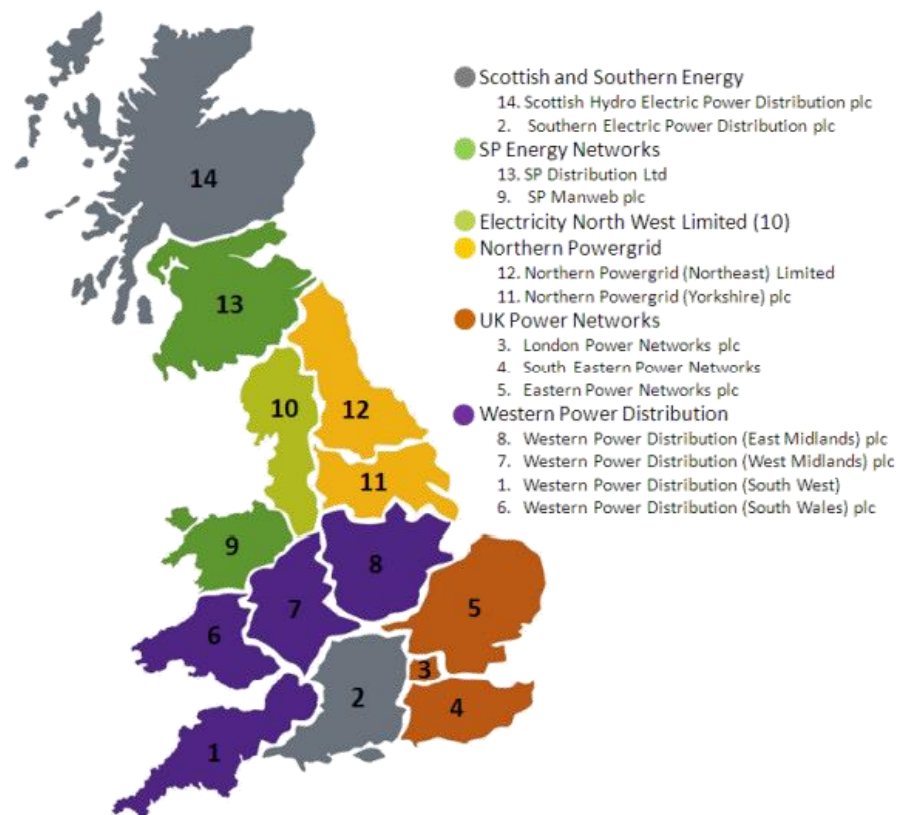 Scottish and Southern Energy
14. Scottish Hydro Electric Power Distribution plc
2. Southern Electric Power Distribution plc
SP Energy Networks
13. SP Distribution Ltd
9. SP Manweb plc
Electricity North West Limited (10)
Northern Powergrid
12. Northern Powergrid (Northeast) Limited
11. Northern Powergrid (Yorkshire) plc
UK Power Networks
3. London Power Networks plc
4. South Eastern Power Networks
5. Eastern Power Networks plc
Western Power Distribution
8. Western Power Distribution (East Midlands) plc
7. Western Power Distribution (West Midlands) plc
1. Western Power Distribution (South West)
6. Western Power Distribution (South Wales) plc
14
13
10
12
11
9
8
7
5
6
3
2
4
1